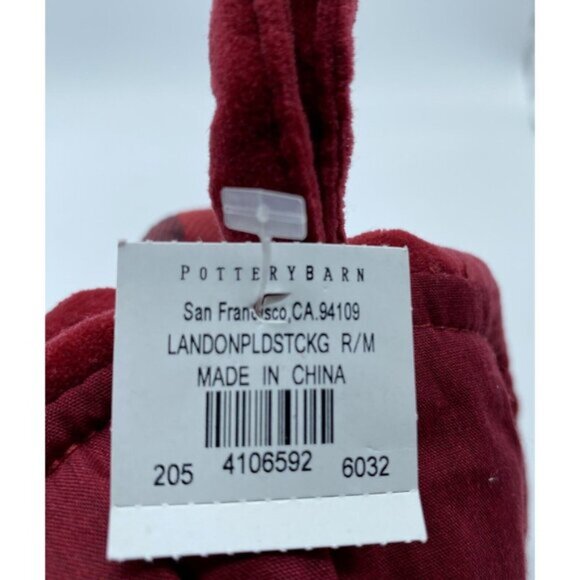 POTTERYBARN
San Francisco,CA.94109
LANDONPLDSTCKG R/M
MADE IN CHINA
205 4106592 6032